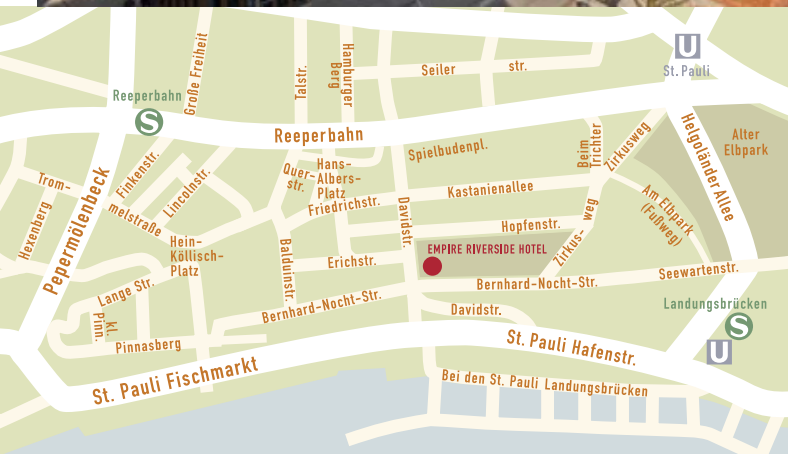 U
St. Pauli
Seiler str.
Hamburger
Berg
Talstr.
Große Freiheit
Reeperbahn
S
Reeperbahn
Spielbudenpl.
Beim
Trichter
Zirkusweg
Helgoländer Allee
Alter
Elbpark
Am Elbpark
(Fußweg)
Hans-
Albers-
Platz
Quer-
str.
Friedrichstr.
Kastanienallee
Hopfenstr.
Zirkus- weg
Davidstr.
Finkenstr.
Lincolnstr.
Trom-
melstraße
Hexenberg
Pepermölenbeck
Hein-
Köllisch-
Platz
Balduinstr.
Erichstr.
EMPIRE RIVERSIDE HOTEL
Bernhard-Nocht-Str.
Seewartenstr.
Lange Str.
kl.
Pinn.
Pinnasberg
Bernhard-Nocht-Str.
Davidstr.
Landungsbrücken
S
U
St. Pauli Hafenstr.
St. Pauli Fischmarkt
Bei den St. Pauli Landungsbrücken